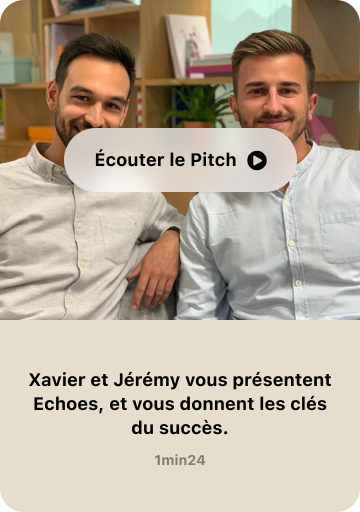 Écouter le Pitch
Xavier et Jérémy vous présentent
Echoes, et vous donnent les clés
du succès.
1min24